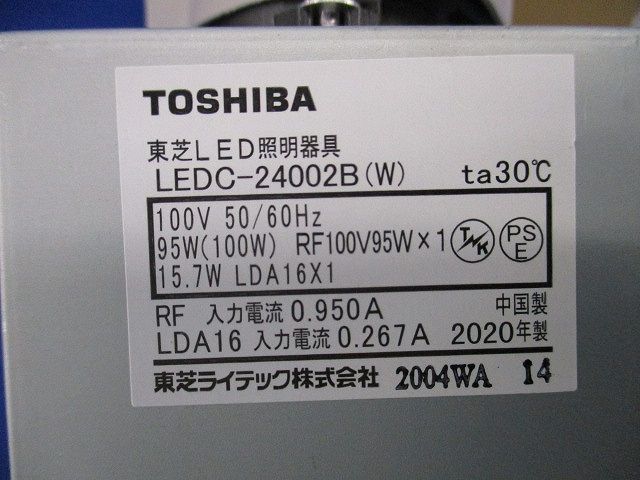 TOSHIBA
東芝LED照明器具
LEDC-24002B(W) ta30℃
100V 50/60Hz
95W(100W) RF100V95W×1
15.7W LDA16X1
PS
E
RF 入力電流 0.950A 中国製
LDA16 入力電流 0.267A 2020年製
東芝ライテック株式会社 2004WA 14